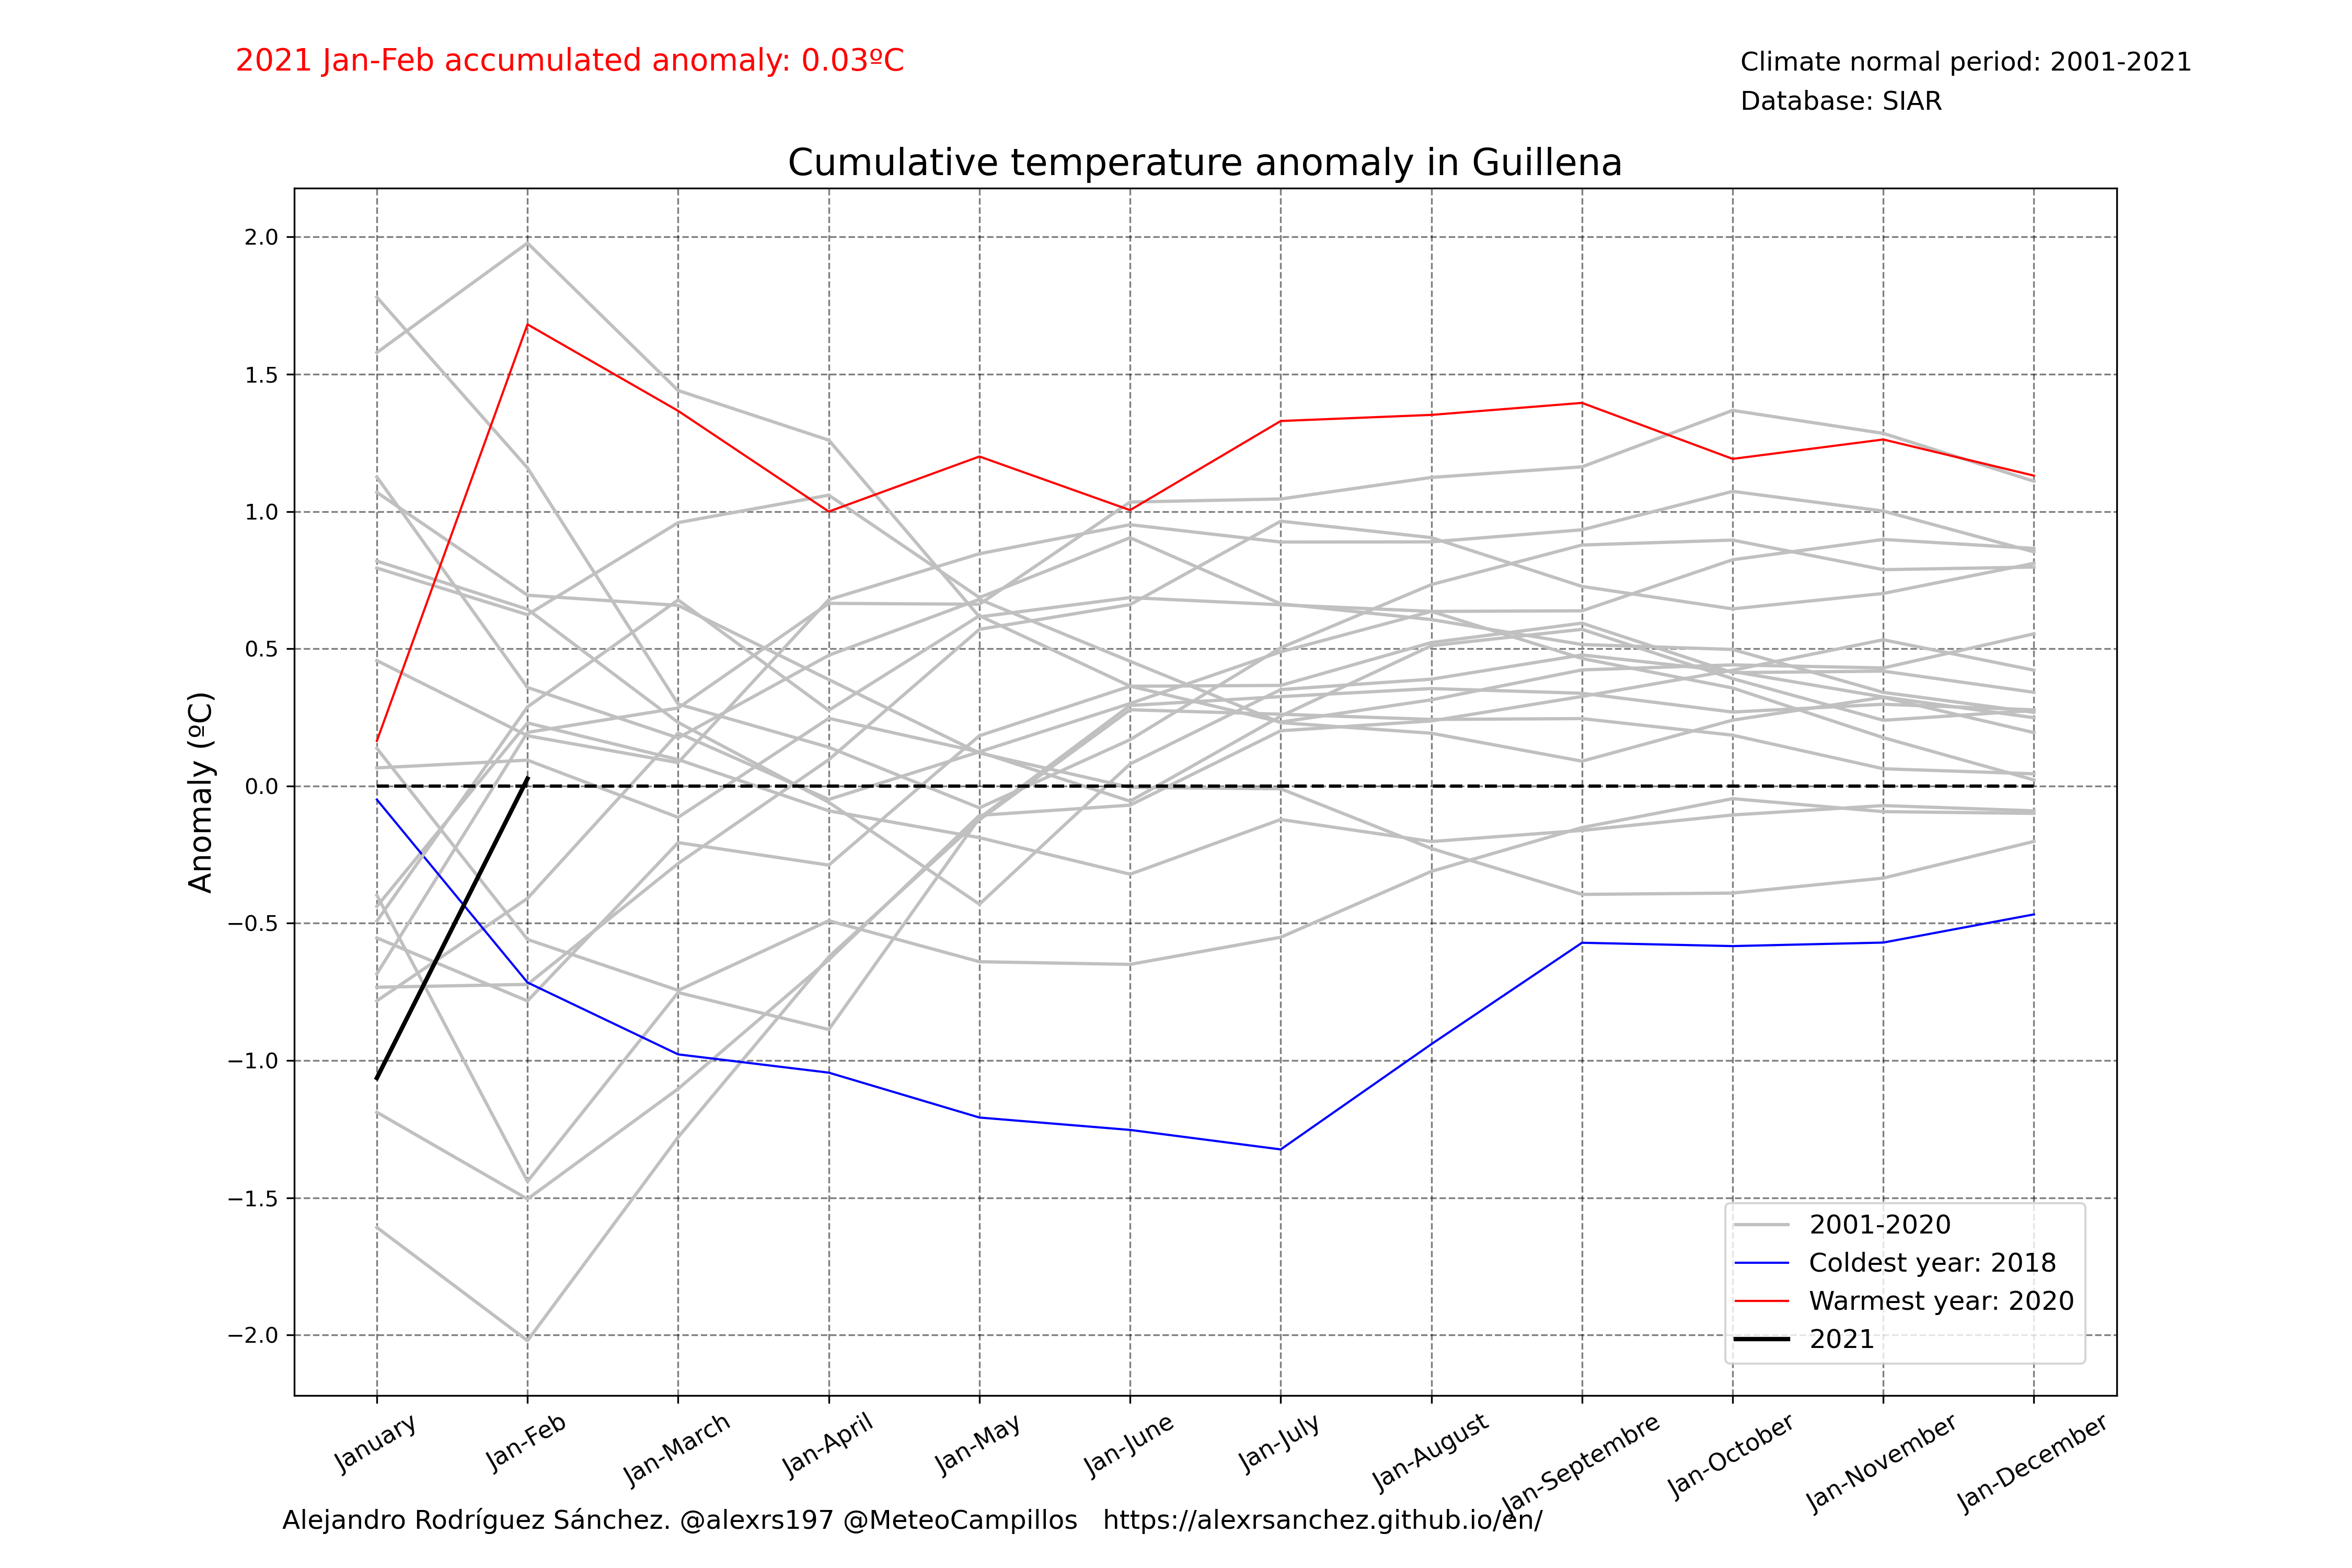 2021 Jan-Feb accumulated anomaly: 0.03ºC
Climate normal period: 2001-2021
Database: SIAR
Cumulative temperature anomaly in Guillena
Anomaly (ºC)
2.0
1.5
1.0
0.5
0.0
−0.5
−1.0
−1.5
−2.0
2001-2020
Coldest year: 2018
Warmest year: 2020
2021
January
Jan-Feb
Jan-March
Jan-April
Jan-May
Jan-June
Jan-July
Jan-August
Jan-Septembre
Jan-October
Jan-November
Jan-December
Alejandro Rodríguez Sánchez. @alexrs197 @MeteoCampillos https://alexrsanchez.github.io/en/